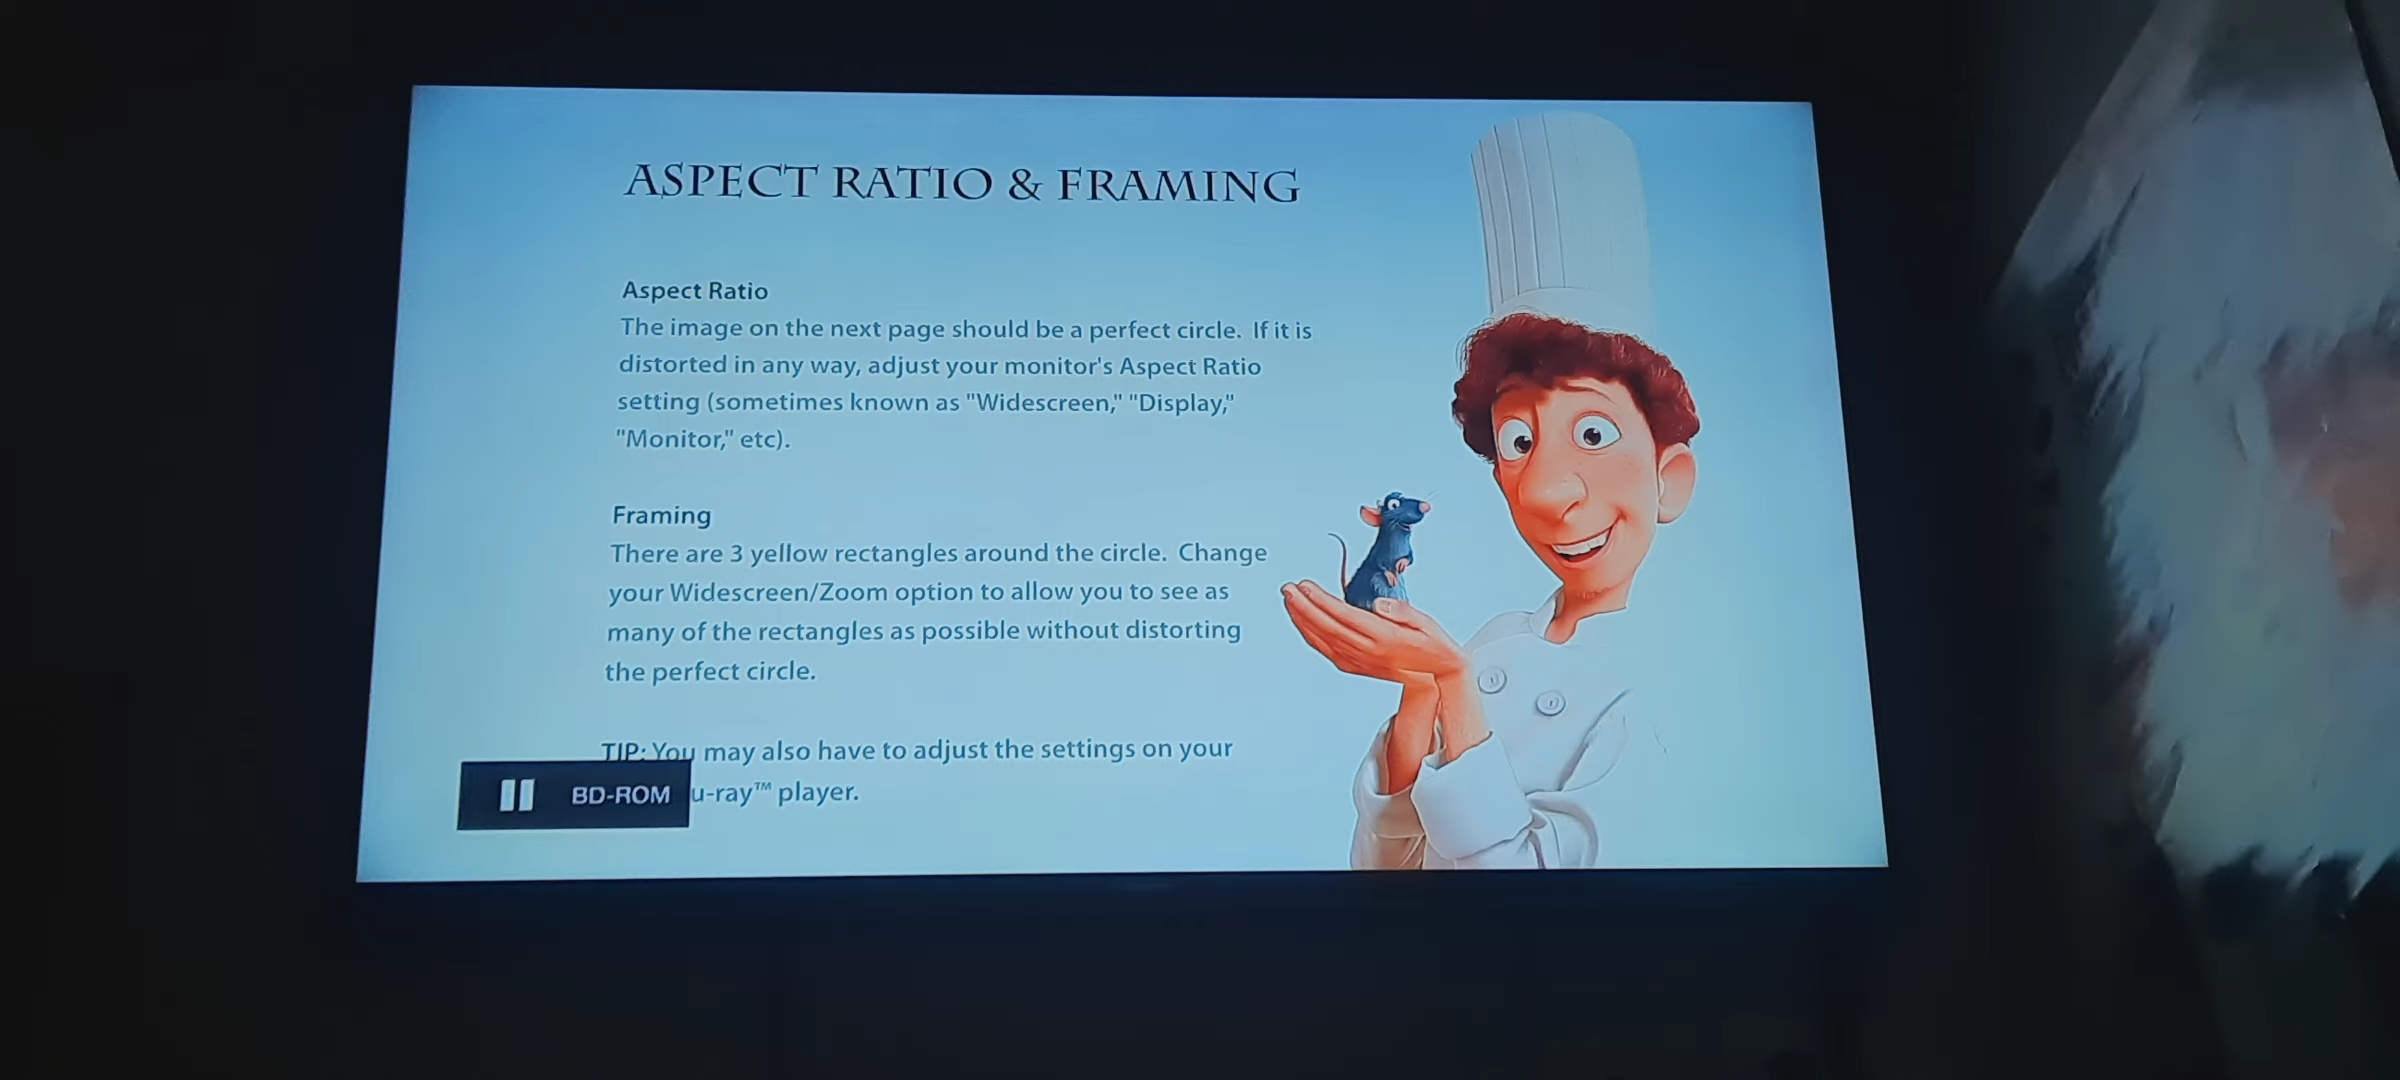 ASPECT RATIO & FRAMING
Aspect Ratio
The image on the next page should be a perfect circle. If it is
distorted in any way, adjust your monitor's Aspect Ratio
setting (sometimes known as "Widescreen," "Display,"
"Monitor," etc).
Framing
There are 3 yellow rectangles around the circle. Change
your Widescreen/Zoom option to allow you to see as
many of the rectangles as possible without distorting
the perfect circle.
TIP: You may also have to adjust the settings on your
u-ray™ player.
BD-ROM